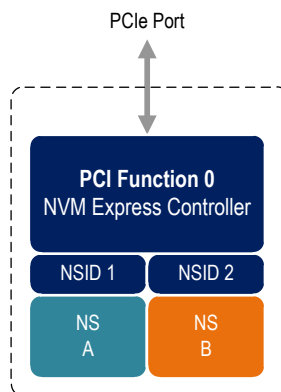 PCIe Port
PCI Function 0
NVM Express Controller
NSID 1
NSID 2
NS
A
NS
B